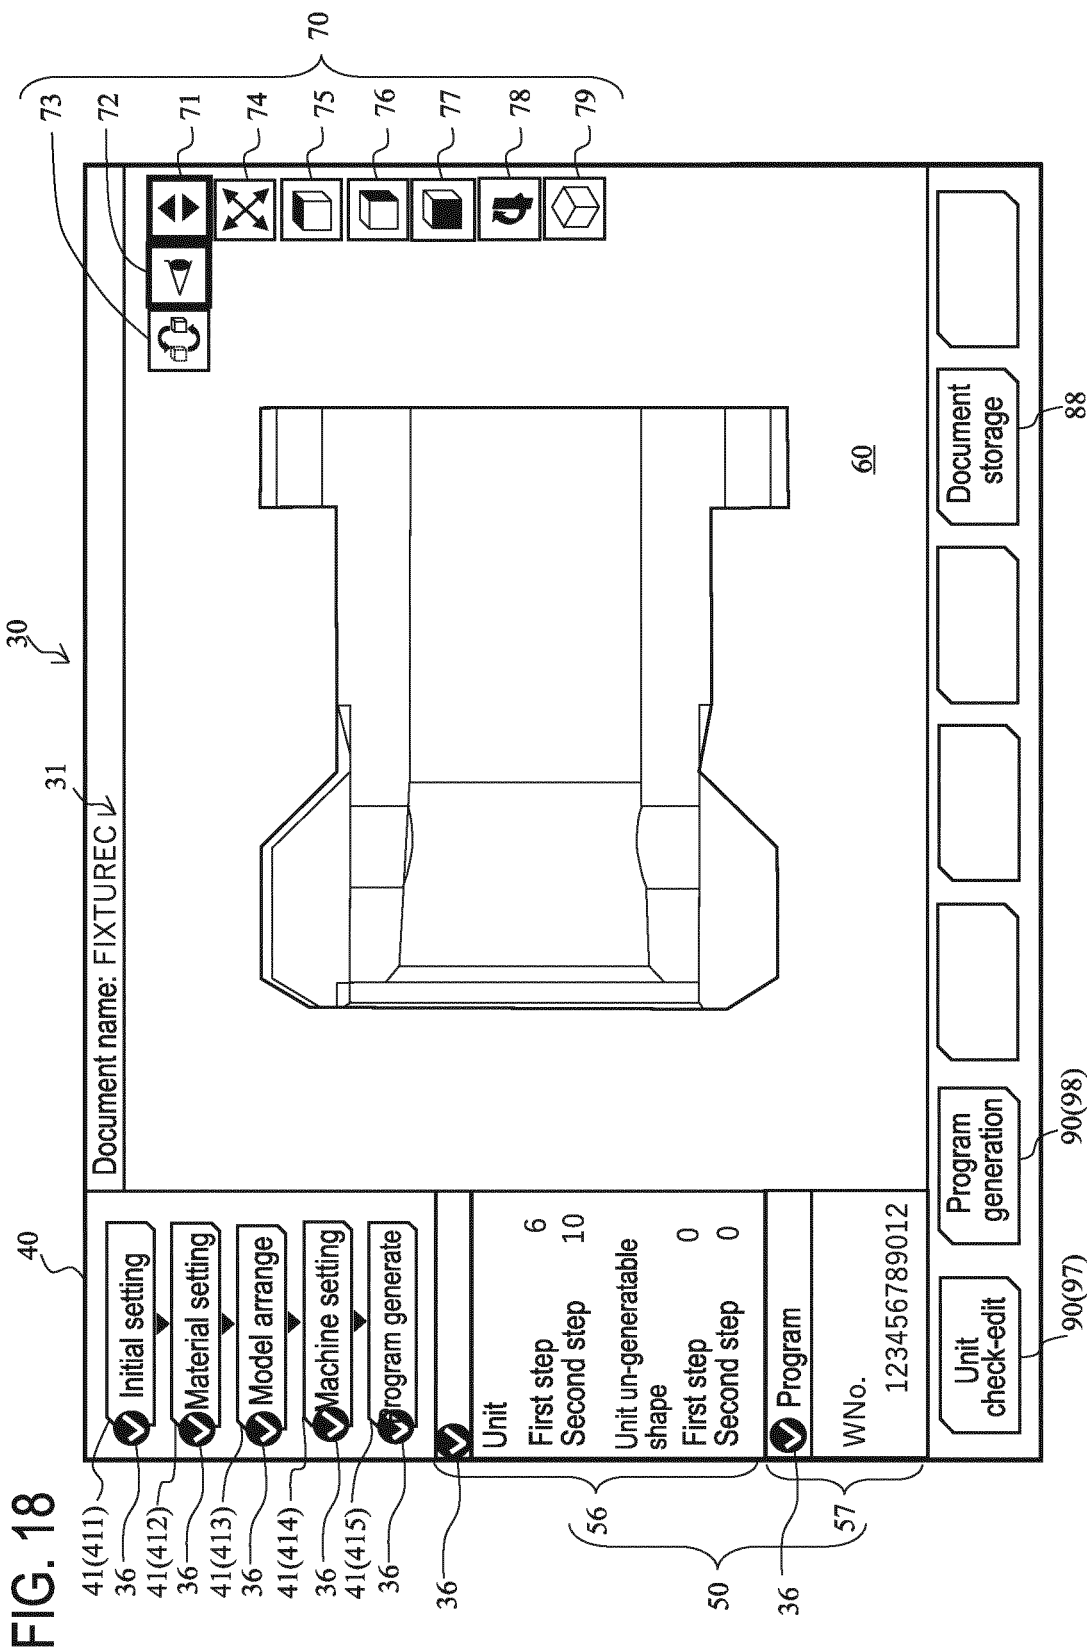 FIG. 18
30
31
40
Document name: FIXTUREC
41(411)
36
Initial setting
41(412)
36
Material setting
41(413)
36
Model arrange
41(414)
36
Machine setting
41(415)
36
Program generate
36
Unit
First step 6
Second step 10
Unit un-generatable
shape
First step 0
Second step 0
56
50
57
36
Program
WNo.
123456789012
60
73
72
71
74
75
76
77
78
79
70
Unit
check-edit
Program
generation
Document
storage
90(97)
90(98)
88